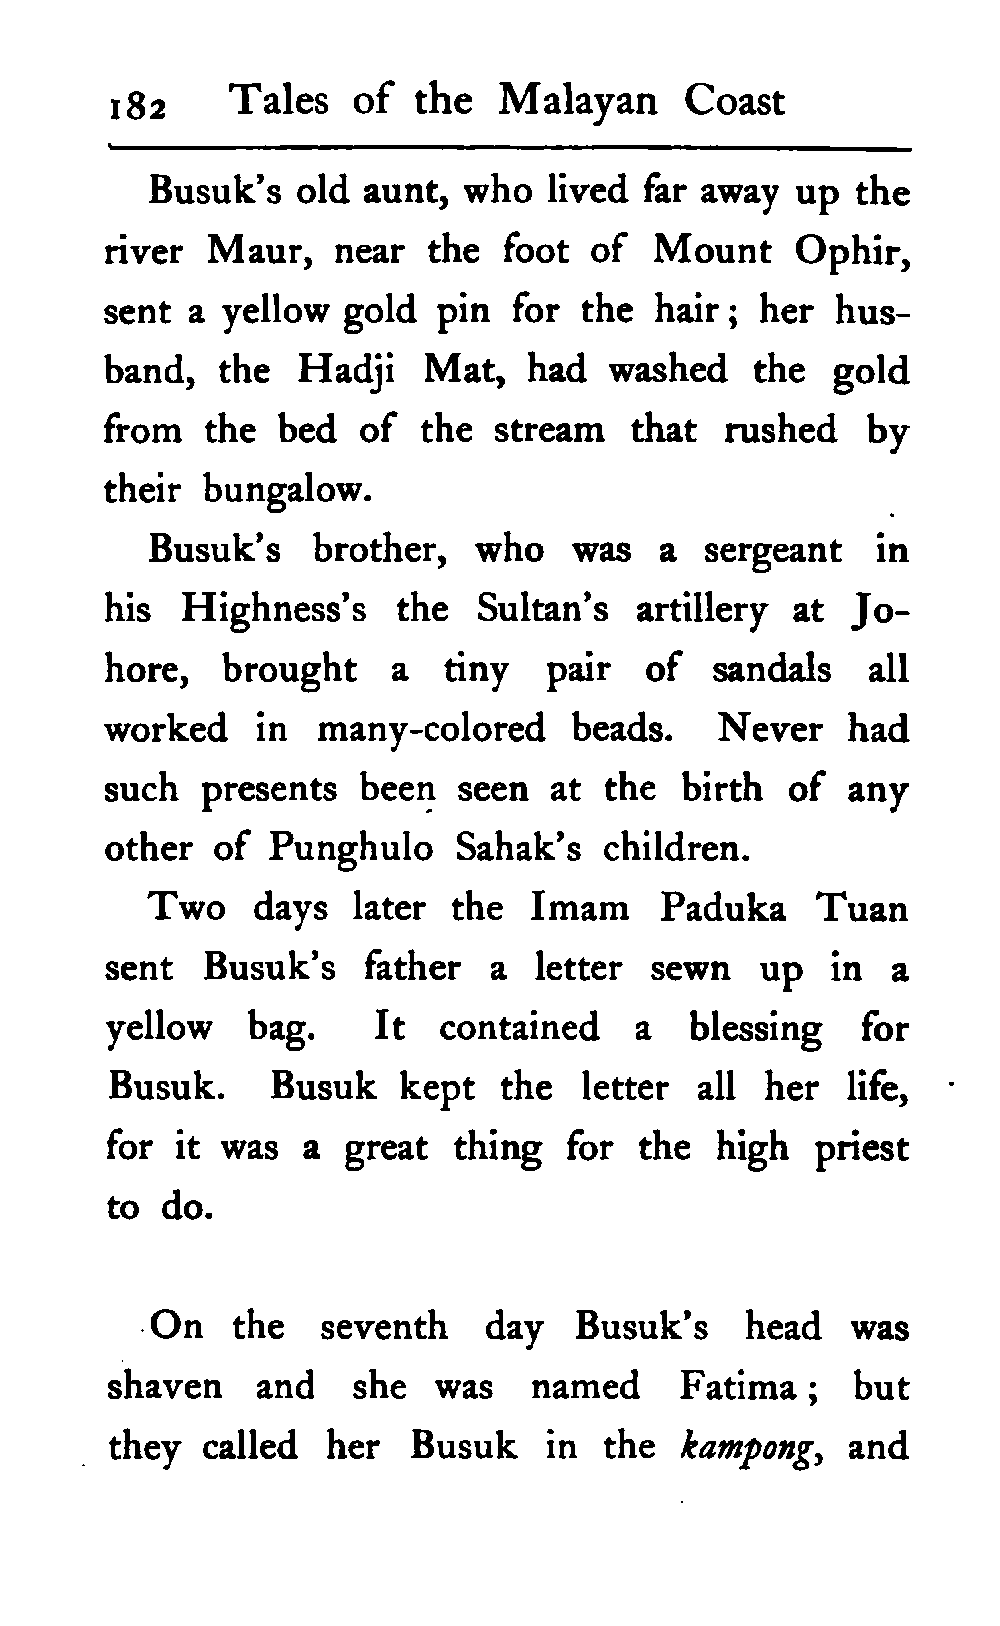 182 Tales of the Malayan Coast
Busuk's old aunt, who lived far away up the
river Maur, near the foot of Mount Ophir,
sent a yellow gold pin for the hair; her hus-
band, the Hadji Mat, had washed the gold
from the bed of the stream that rushed by
their bungalow.
Busuk's brother, who was a sergeant in
his Highness's the Sultan's artillery at Jo-
hore, brought a tiny pair of sandals all
worked in many-colored beads. Never had
such presents been seen at the birth of any
other of Punghulo Sahak's children.
Two days later the Imam Paduka Tuan
sent Busuk's father a letter sewn up in a
yellow bag. It contained a blessing for
Busuk. Busuk kept the letter all her life,
for it was a great thing for the high priest
to do.
On the seventh day Busuk's head was
shaven and she was named Fatima; but
they called her Busuk in the kampong, and